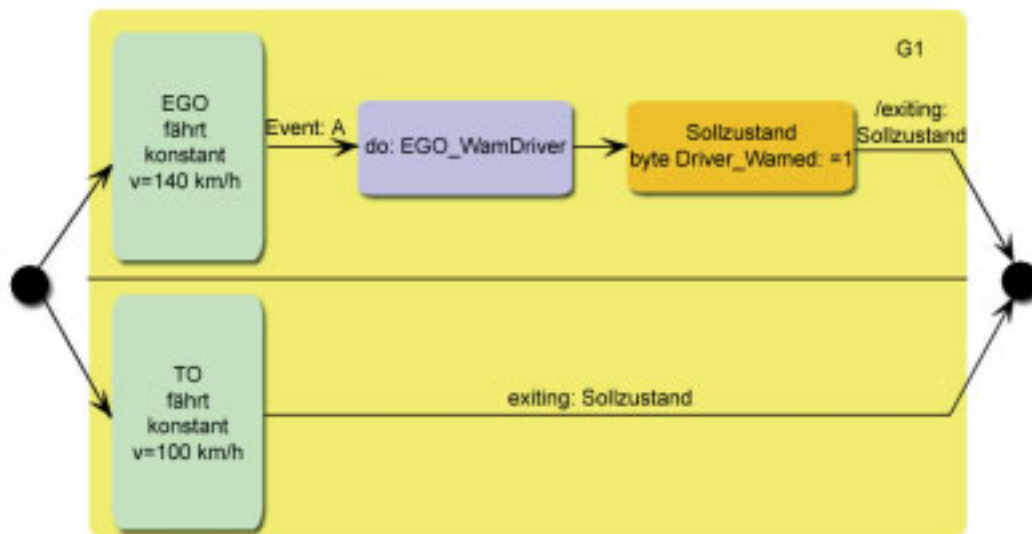 G1
EGO
fährt
konstant
v=140 km/h
Event: A
do: EGO_WarnDriver
Sollzustand
byte Driver_Warned: =1
/exiting:
Sollzustand
TO
fährt
konstant
v=100 km/h
exiting: Sollzustand